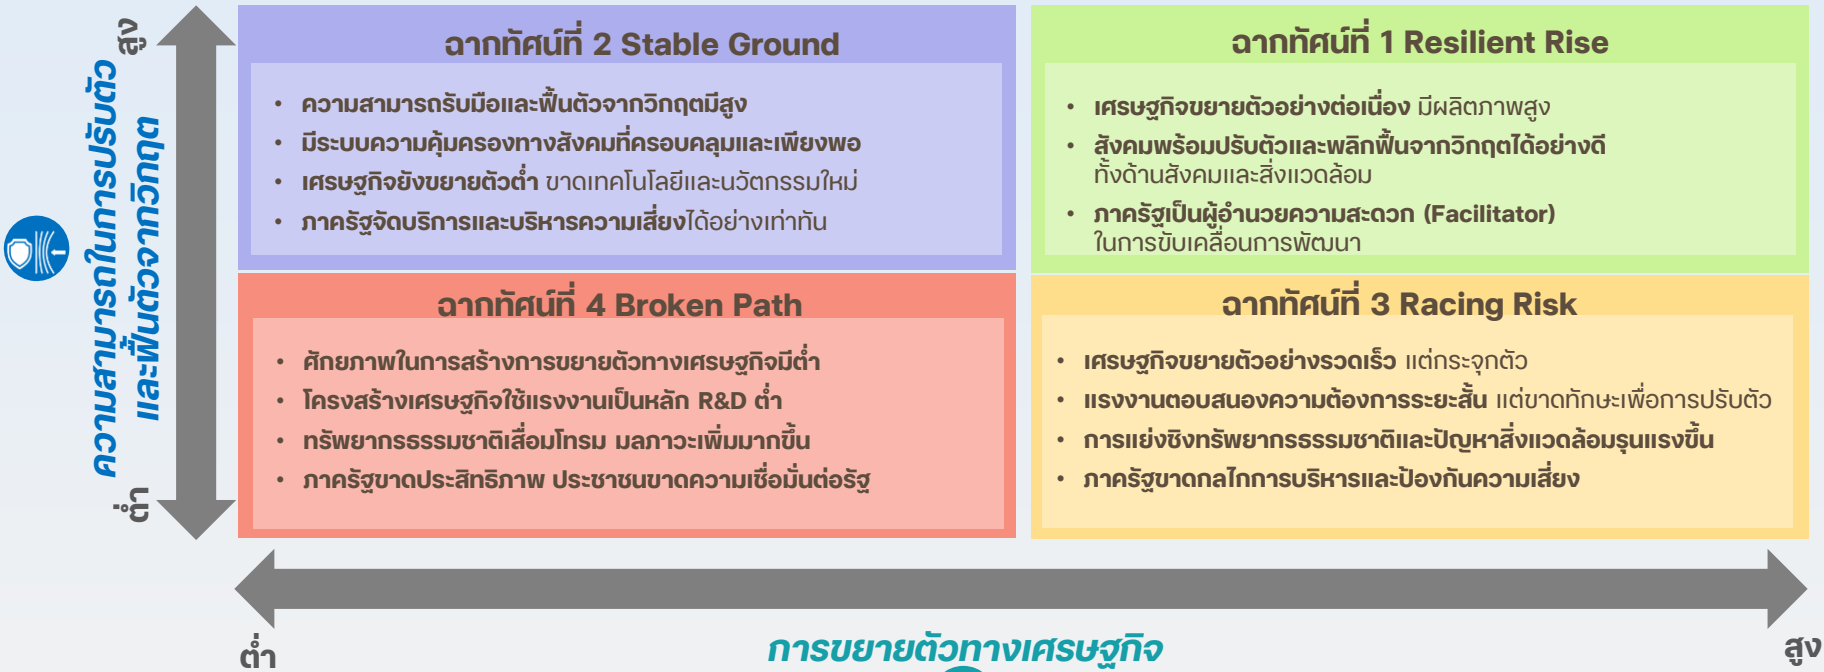 สูง
ความสามารถในการปรับตัว
และฟื้นตัวจากวิกฤต
ต่ำ
ฉากทัศน์ที่ 2 Stable Ground
• ความสามารถรับมือและฟื้นตัวจากวิกฤตมีสูง
• มีระบบความคุ้มครองทางสังคมที่ครอบคลุมและเพียงพอ
• เศรษฐกิจยังขยายตัวต่ำ ขาดเทคโนโลยีและนวัตกรรมใหม่
• ภาครัฐจัดบริการและบริหารความเสี่ยงได้อย่างเท่าทัน
ฉากทัศน์ที่ 1 Resilient Rise
• เศรษฐกิจขยายตัวอย่างต่อเนื่อง มีผลิตภาพสูง
• สังคมพร้อมปรับตัวและพลิกฟื้นจากวิกฤตได้อย่างดี
ทั้งด้านสังคมและสิ่งแวดล้อม
• ภาครัฐเป็นผู้อำนวยความสะดวก (Facilitator)
ในการขับเคลื่อนการพัฒนา
ฉากทัศน์ที่ 4 Broken Path
• ศักยภาพในการสร้างการขยายตัวทางเศรษฐกิจมีต่ำ
• โครงสร้างเศรษฐกิจใช้แรงงานเป็นหลัก R&D ต่ำ
• ทรัพยากรธรรมชาติเสื่อมโทรม มลภาวะเพิ่มมากขึ้น
• ภาครัฐขาดประสิทธิภาพ ประชาชนขาดความเชื่อมั่นต่อรัฐ
ฉากทัศน์ที่ 3 Racing Risk
• เศรษฐกิจขยายตัวอย่างรวดเร็ว แต่กระจุกตัว
• แรงงานตอบสนองความต้องการระยะสั้น แต่ขาดทักษะเพื่อการปรับตัว
• การแย่งชิงทรัพยากรธรรมชาติและปัญหาสิ่งแวดล้อมรุนแรงขึ้น
• ภาครัฐขาดกลไกการบริหารและป้องกันความเสี่ยง
ต่ำ
การขยายตัวทางเศรษฐกิจ
สูง